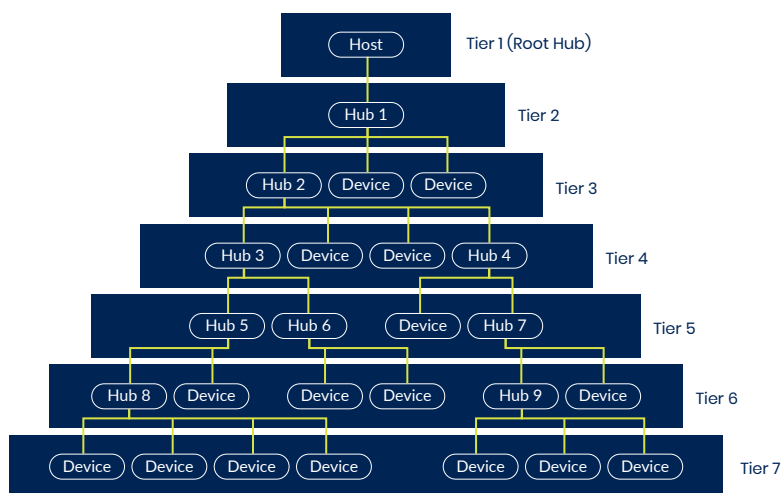 Host Tier 1 (Root Hub)
Hub 1 Tier 2
Hub 2 Device Device Tier 3
Hub 3 Device Device Hub 4 Tier 4
Hub 5 Hub 6 Device Hub 7 Tier 5
Hub 8 Device Device Device Hub 9 Device Tier 6
Device Device Device Device Device Device Device Tier 7